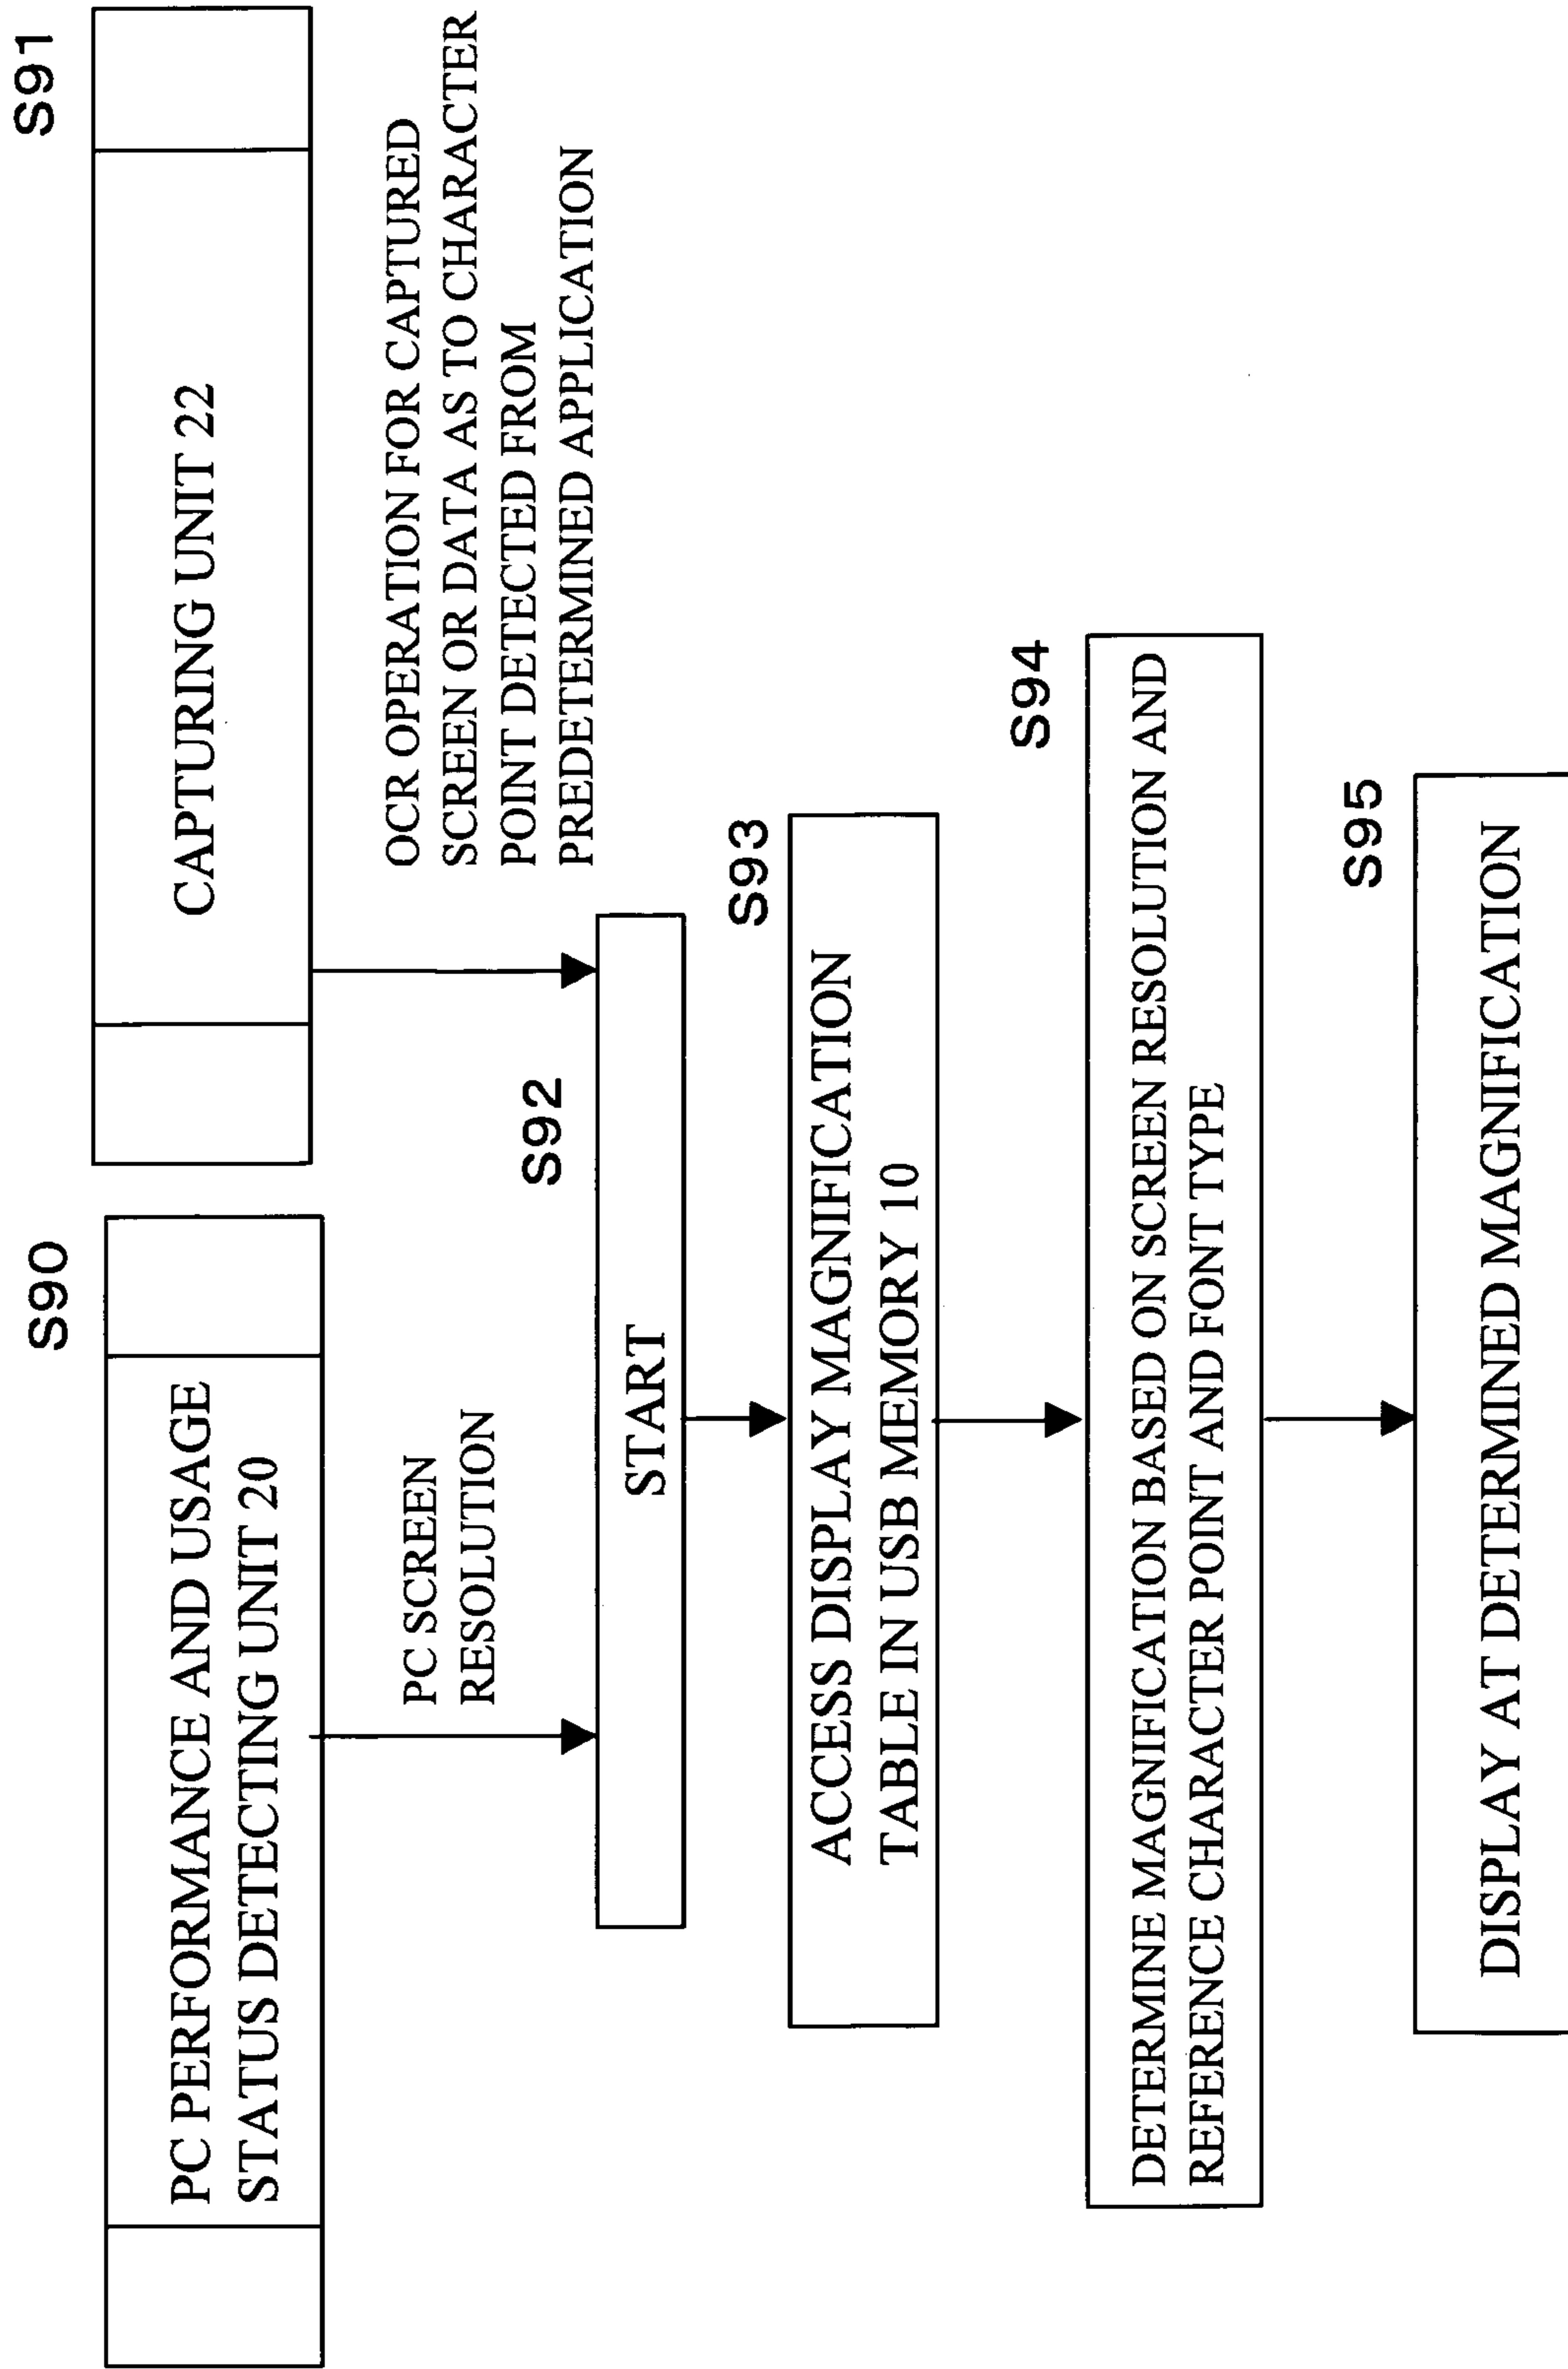 S90
PC PERFORMANCE AND USAGE
STATUS DETECTING UNIT 20
S91
CAPTURING UNIT 22
PC SCREEN
RESOLUTION
OCR OPERATION FOR CAPTURED
SCREEN OR DATA AS TO CHARACTER
POINT DETECTED FROM
PREDETERMINED APPLICATION
S92
START
S93
ACCESS DISPLAY MAGNIFICATION
TABLE IN USB MEMORY 10
S94
DETERMINE MAGNIFICATION BASED ON SCREEN RESOLUTION AND
REFERENCE CHARACTER POINT AND FONT TYPE
S95
DISPLAY AT DETERMINED MAGNIFICATION